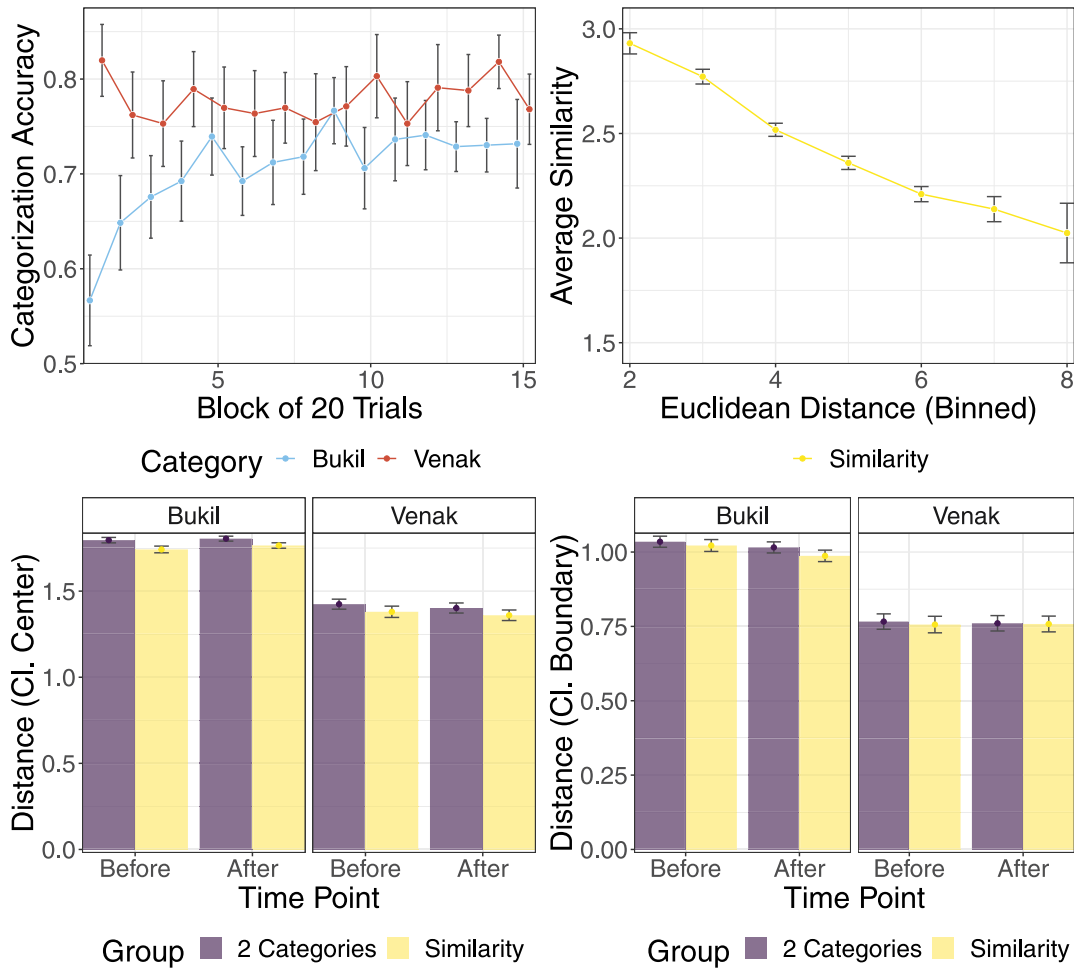 Categorization Accuracy
0.8
0.7
0.6
0.5
5
10
15
Block of 20 Trials
Category Bukil Venak
Average Similarity
3.0
2.5
2.0
1.5
2
4
6
8
Euclidean Distance (Binned)
Similarity
Distance (Cl. Center)
1.5
1.0
0.5
0.0
Bukil
Venak
Before
After
Before
After
Time Point
Group 2 Categories Similarity
Distance (Cl. Boundary)
1.00
0.75
0.50
0.25
0.00
Bukil
Venak
Before
After
Before
After
Time Point
Group 2 Categories Similarity